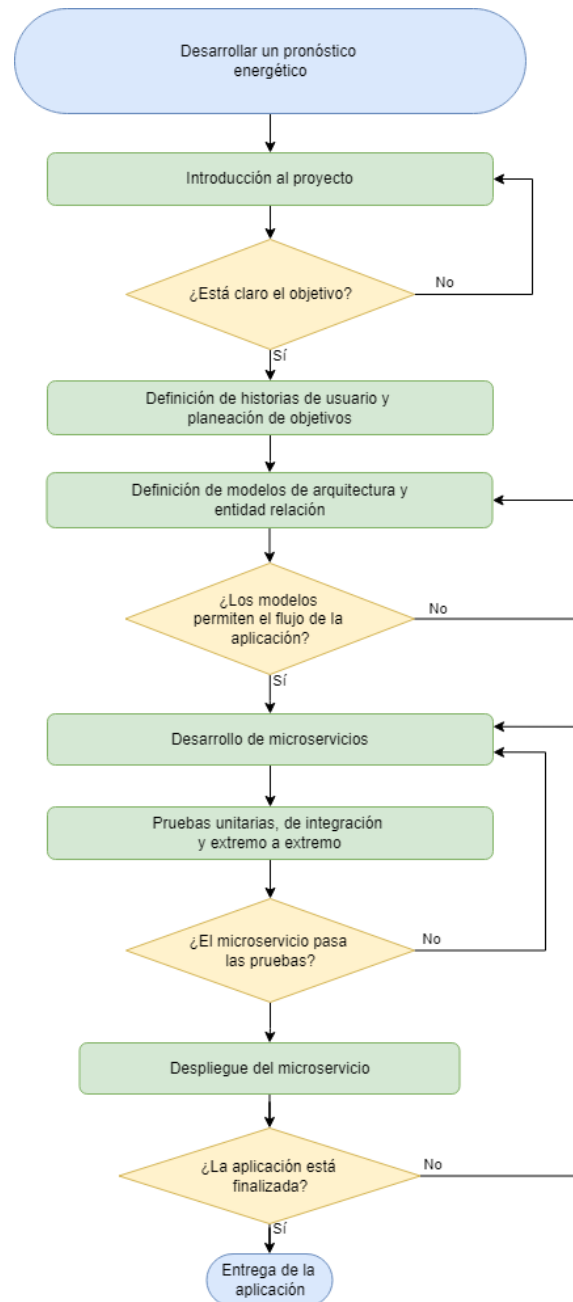 Desarrollar un pronóstico
energético
Introducción al proyecto
¿Está claro el objetivo?
No
Sí
Definición de historias de usuario y
planeación de objetivos
Definición de modelos de arquitectura y
entidad relación
¿Los modelos
permiten el flujo de la
aplicación?
No
Sí
Desarrollo de microservicios
Pruebas unitarias, de integración
y extremo a extremo
¿El microservicio pasa
las pruebas?
No
Despliegue del microservicio
¿La aplicación está
finalizada?
No
Sí
Entrega de la
aplicación